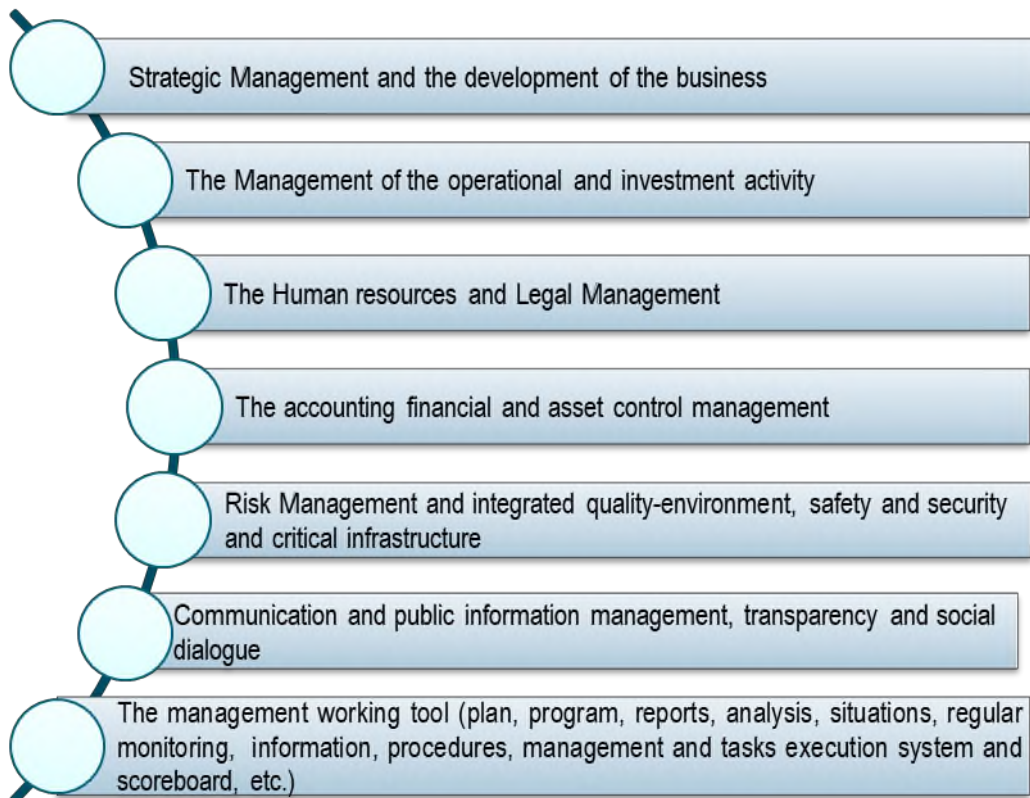 Strategic Management and the development of the business
The Management of the operational and investment activity
The Human resources and Legal Management
The accounting financial and asset control management
Risk Management and integrated quality-environment, safety and security
and critical infrastructure
Communication and public information management, transparency and social
dialogue
The management working tool (plan, program, reports, analysis, situations, regular
monitoring, information, procedures, management and tasks execution system and
scoreboard, etc.)